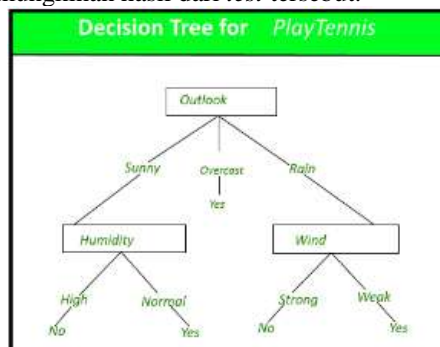 Decision Tree for PlayTennis
Outlook
Sunny Overcast Rain
Yes
Humidity Wind
High Normal Strong Weak
No Yes No Yes